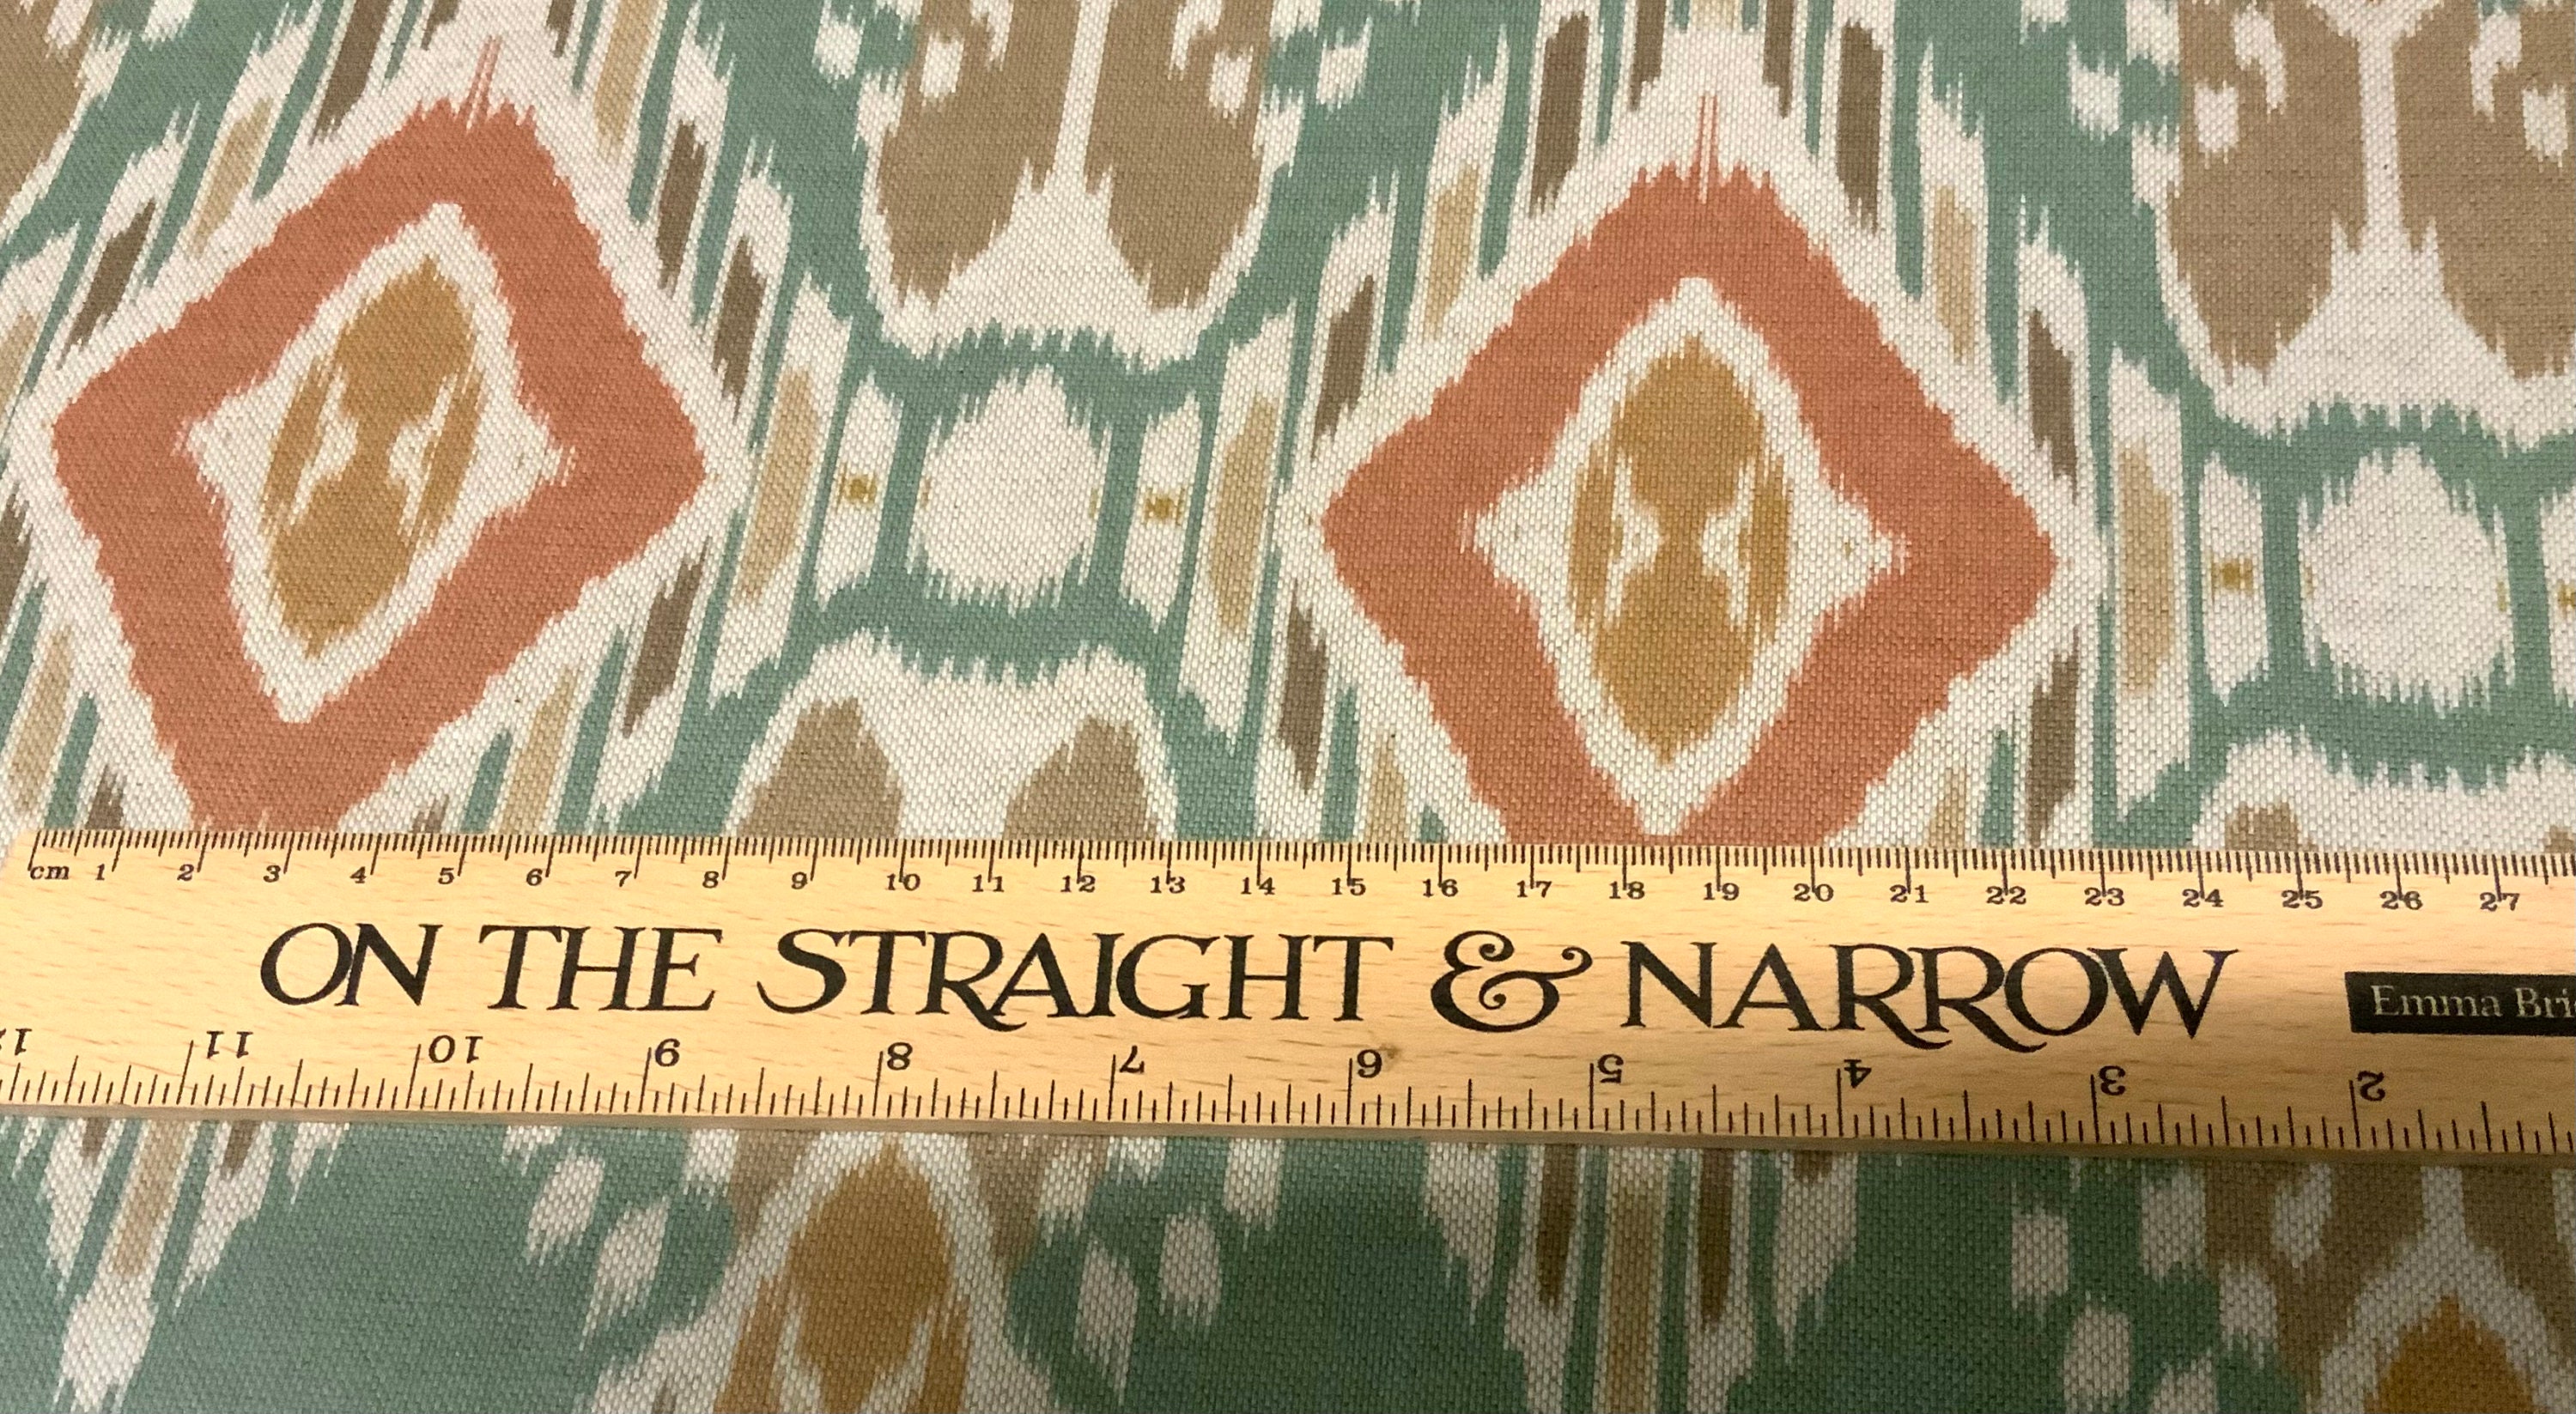 cm 1 2 3 4 5 6 7 8 9 10 11 12 13 14 15 16 17 18 19 20 21 22 23 24 25 26 27
ON THE STRAIGHT & NARROW
Emma Bri
11 10 9 8 7 6 5 4 3 2